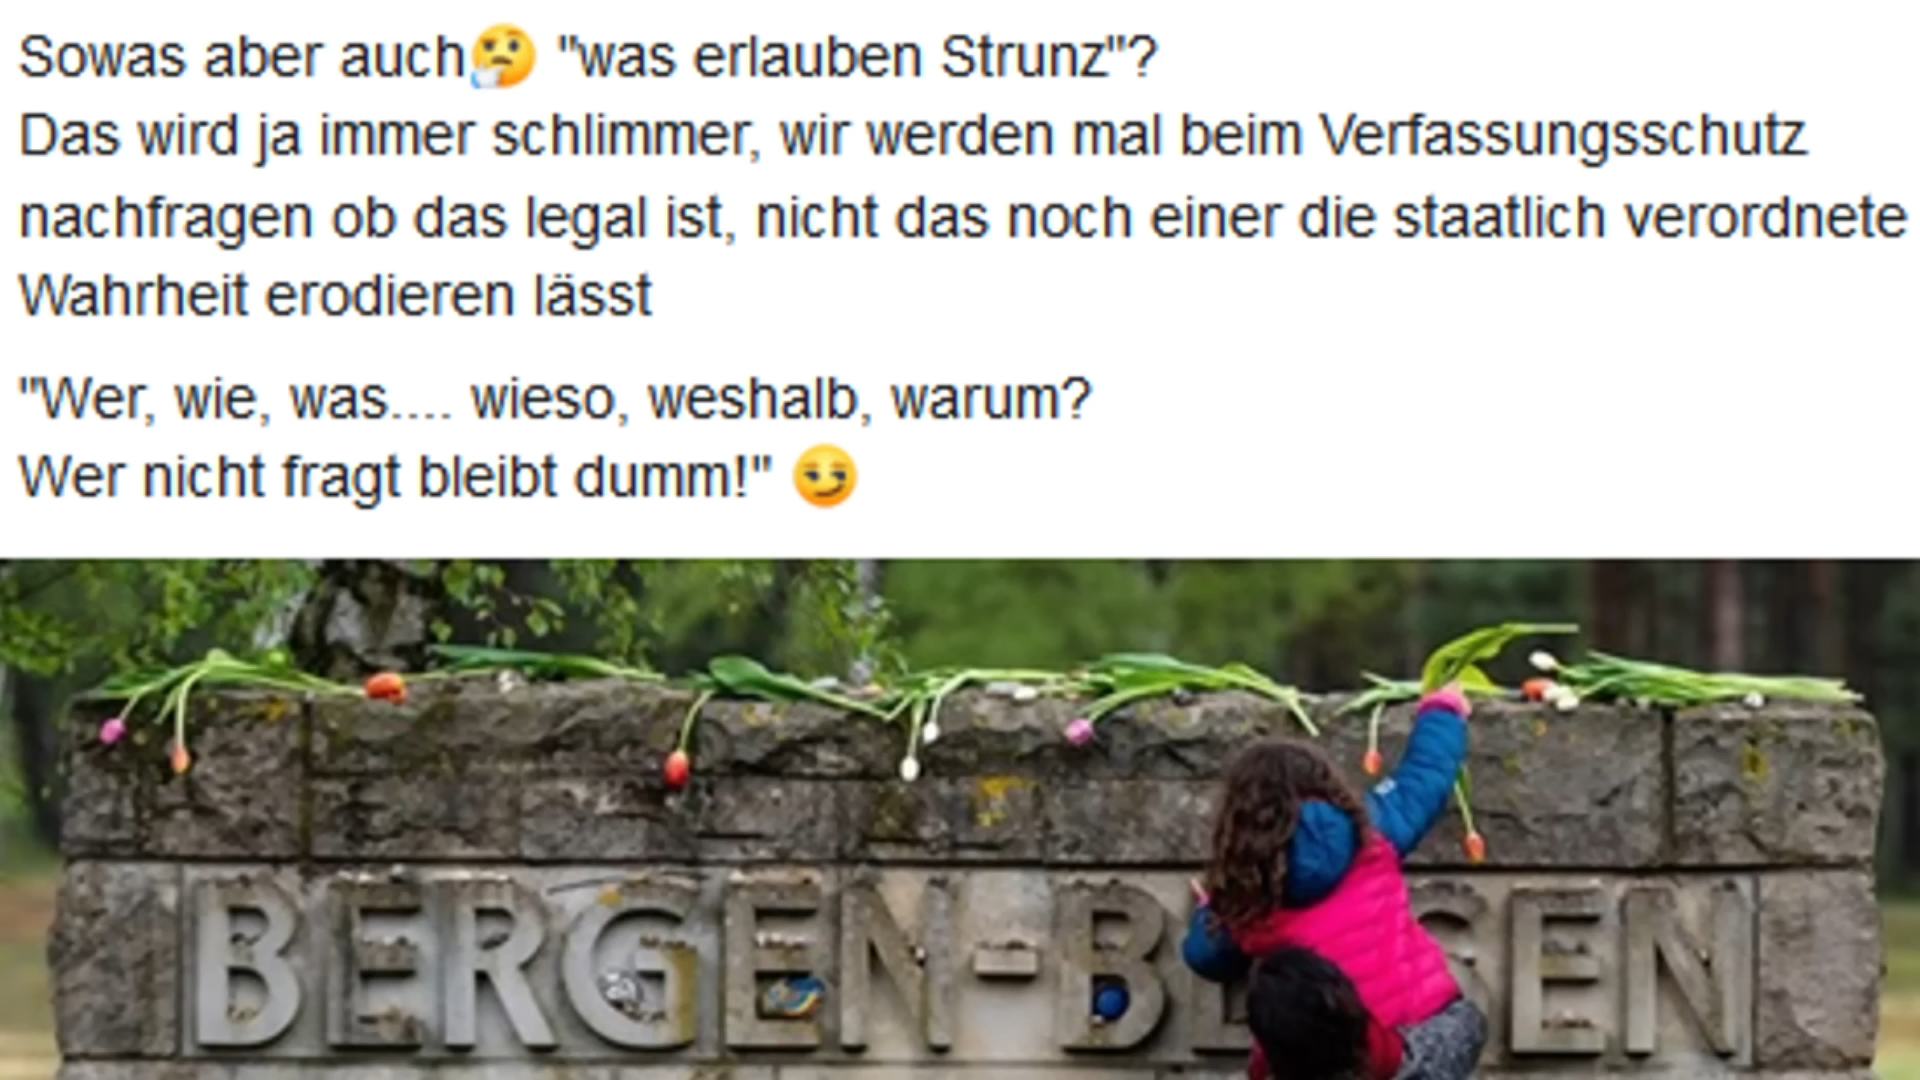 Sowas aber auch🤔 "was erlauben Strunz"?
Das wird ja immer schlimmer, wir werden mal beim Verfassungsschutz
nachfragen ob das legal ist, nicht das noch einer die staatlich verordnete
Wahrheit erodieren lässt
"Wer, wie, was.... wieso, weshalb, warum?
Wer nicht fragt bleibt dumm!" 😏
BERGEN-B SEN